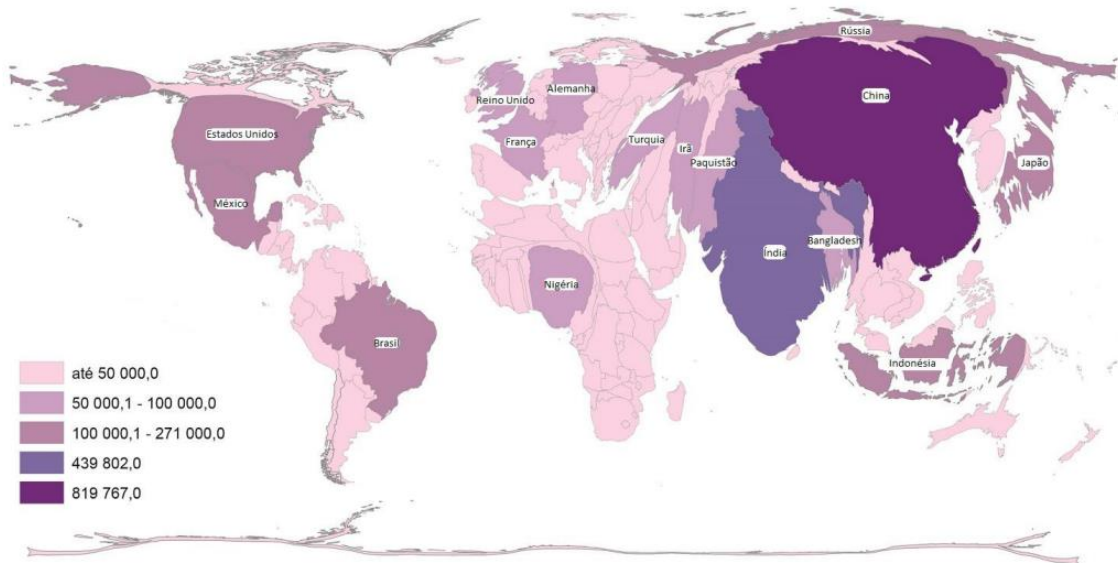 Rússia
China
Reino Unido
Alemanha
Estados Unidos
França
Turquia
Irã
Paquistão
Japão
México
Bangladesh
Índia
Nigéria
Brasil
Indonésia
até 50 000,0
50 000,1 - 100 000,0
100 000,1 - 271 000,0
439 802,0
819 767,0